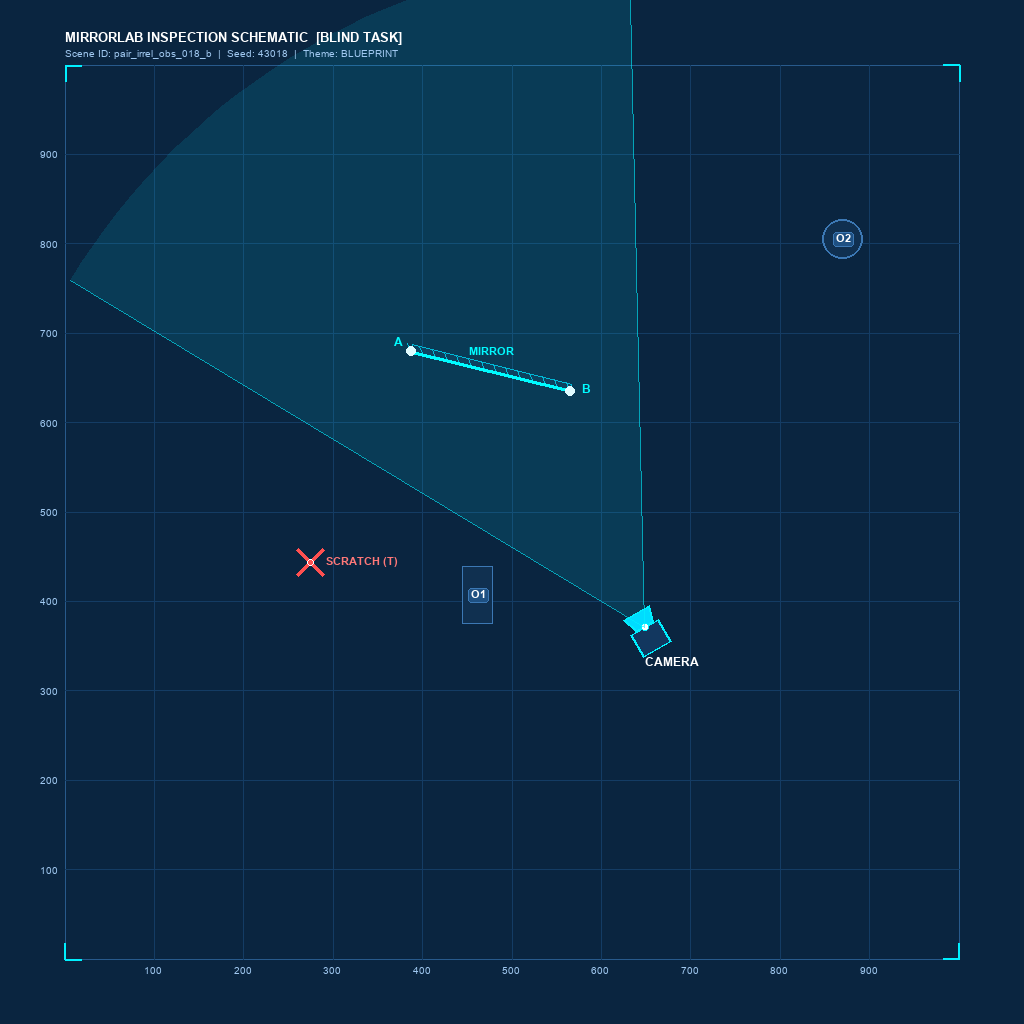 MIRRORLAB INSPECTION SCHEMATIC [BLIND TASK]
Scene ID: pair_irrel_obs_018_b | Seed: 43018 | Theme: BLUEPRINT
900
800
700
600
500
400
300
200
100
O2
A
MIRROR
B
SCRATCH (T)
O1
CAMERA
100 200 300 400 500 600 700 800 900